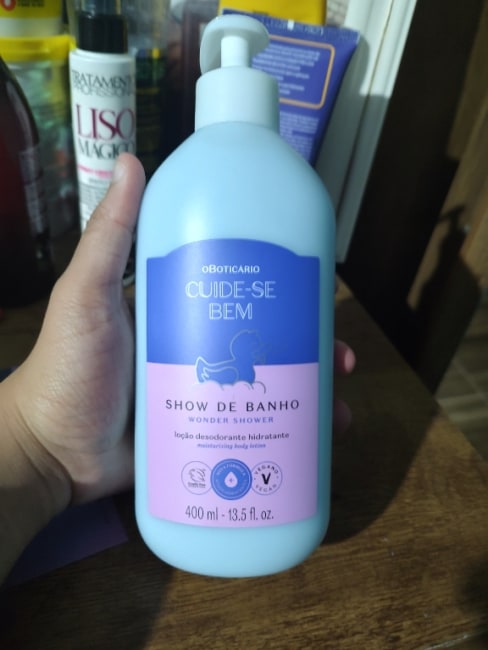 TRATAMENTO
LISO
MÁGICO
oBOTICÁRIO
CUIDE-SE
BEM
SHOW DE BANHO
WONDER SHOWER
loção desodorante hidratante
moisturizing body lotion
VEGANO
V
VEGAN
400 ml - 13.5 fl. oz.